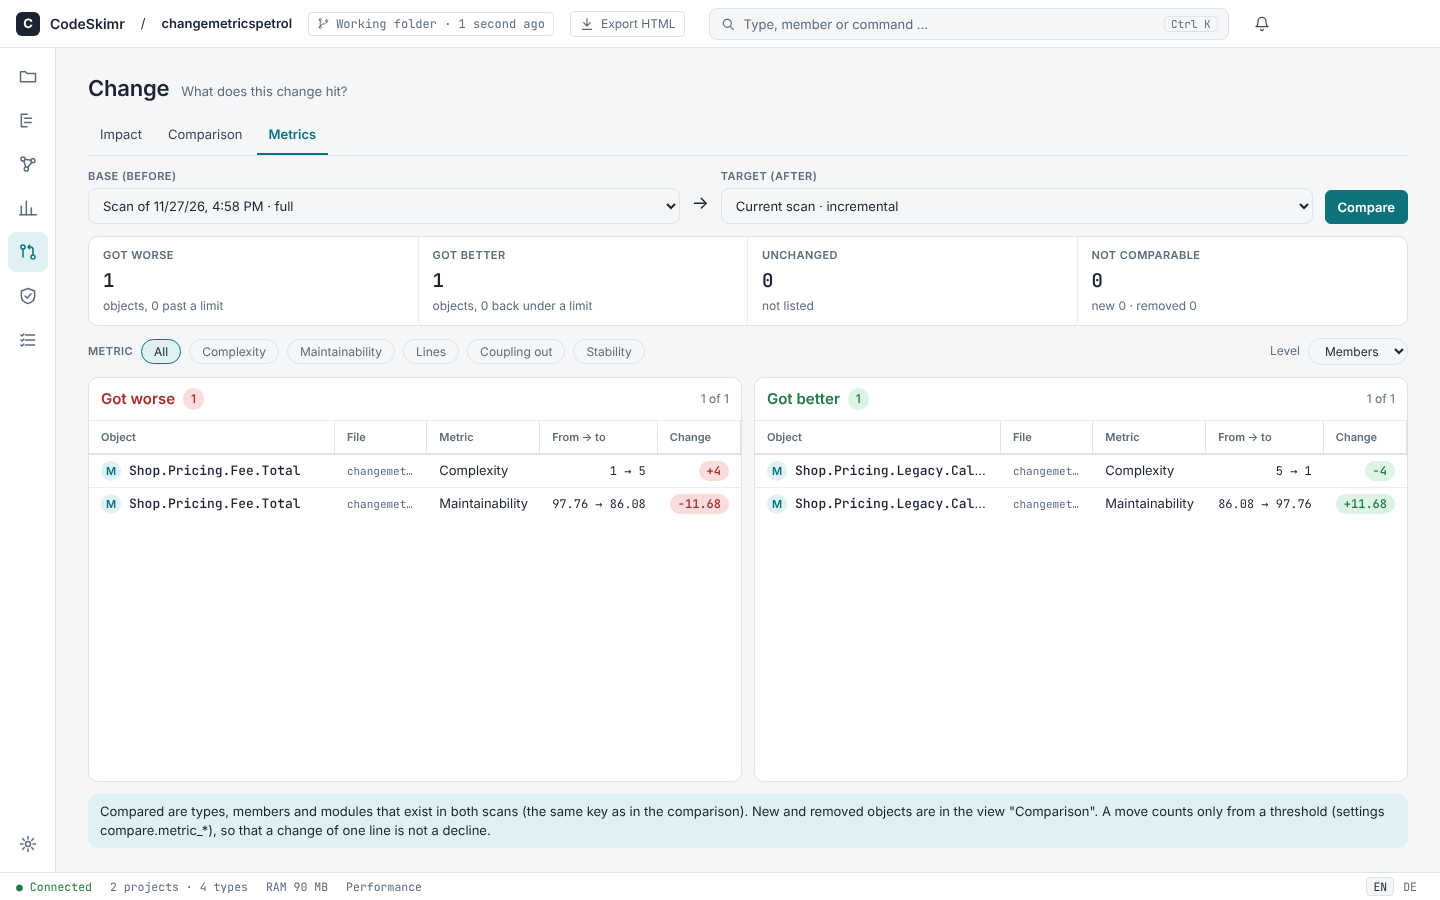 C CodeSkimr / changemetricspetrol Working folder · 1 second ago Export HTML Type, member or command ... Ctrl K
Change What does this change hit?
Impact Comparison Metrics
BASE (BEFORE) TARGET (AFTER)
Scan of 11/27/26, 4:58 PM · full → Current scan · incremental Compare
GOT WORSE GOT BETTER UNCHANGED NOT COMPARABLE
1 1 0 0
objects, 0 past a limit objects, 0 back under a limit not listed new 0 · removed 0
METRIC All Complexity Maintainability Lines Coupling out Stability Level Members
Got worse 1 1 of 1
Object File Metric From → to Change
M Shop.Pricing.Fee.Total changemet… Complexity 1 → 5 +4
M Shop.Pricing.Fee.Total changemet… Maintainability 97.76 → 86.08 -11.68
Got better 1 1 of 1
Object File Metric From → to Change
M Shop.Pricing.Legacy.Cal… changemet… Complexity 5 → 1 -4
M Shop.Pricing.Legacy.Cal… changemet… Maintainability 86.08 → 97.76 +11.68
Compared are types, members and modules that exist in both scans (the same key as in the comparison). New and removed objects are in the view "Comparison". A move counts only from a threshold (settings
compare.metric_*), so that a change of one line is not a decline.
Connected 2 projects · 4 types RAM 90 MB Performance EN DE